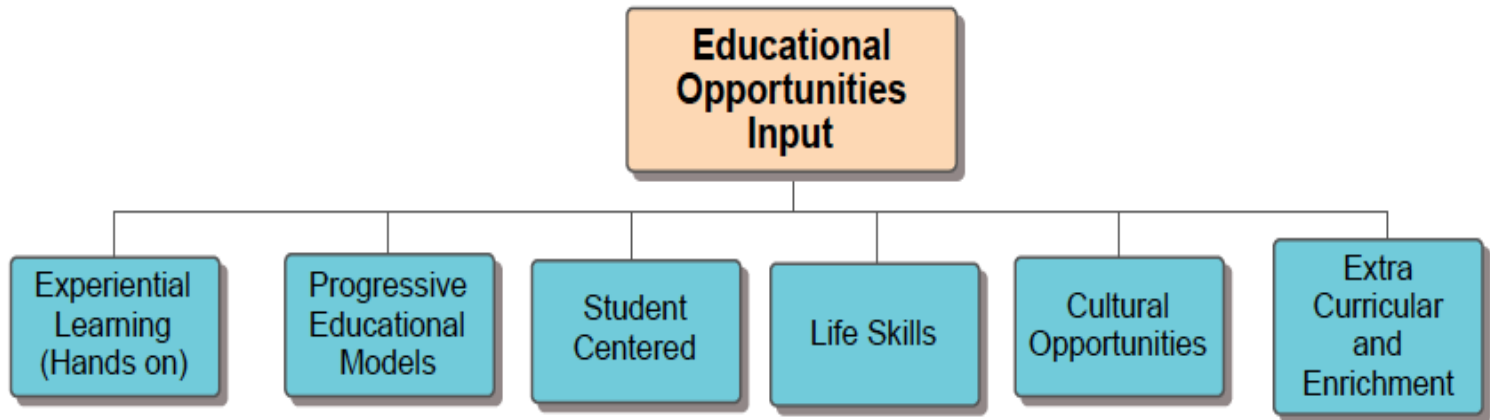 Educational
Opportunities
Input
Experiential
Learning
(Hands on)
Progressive
Educational
Models
Student
Centered
Life Skills
Cultural
Opportunities
Extra
Curricular
and
Enrichment